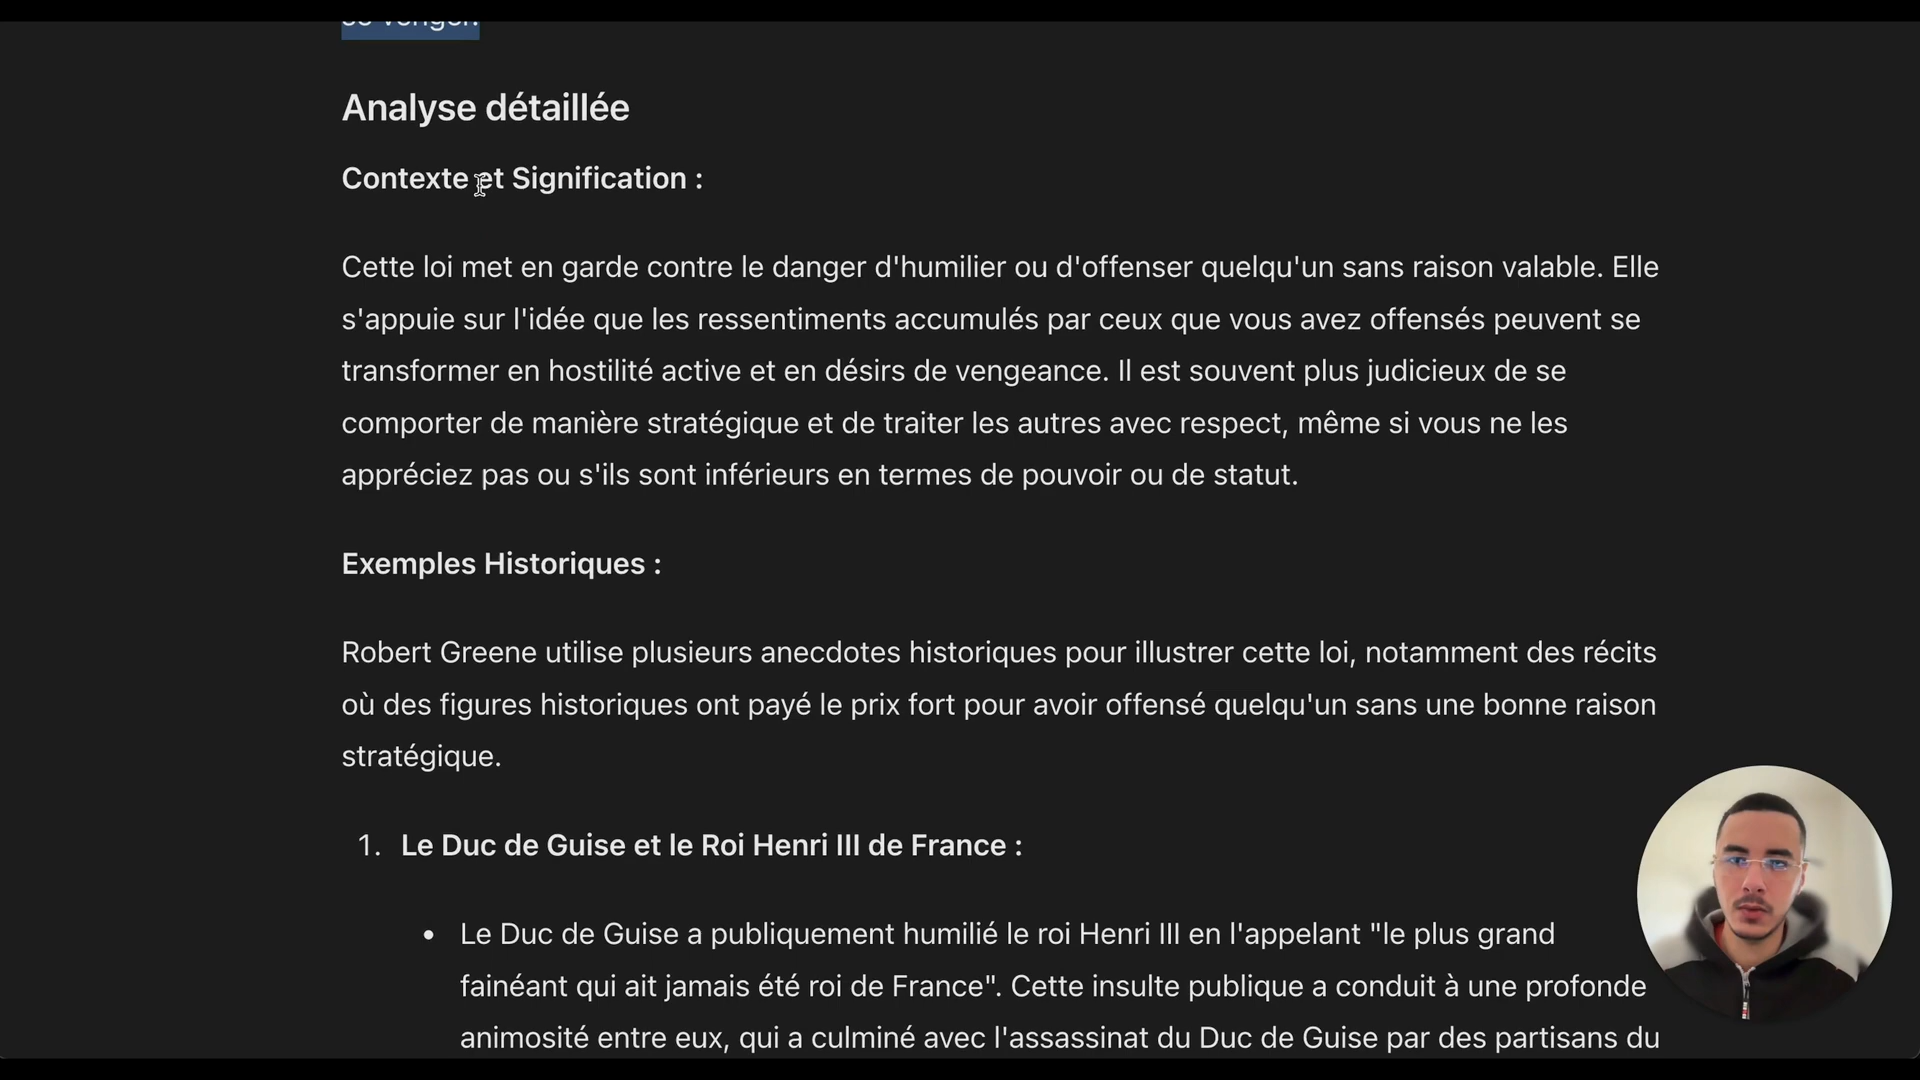 se venger.
Analyse détaillée
Contexte et Signification :
Cette loi met en garde contre le danger d'humilier ou d'offenser quelqu'un sans raison valable. Elle
s'appuie sur l'idée que les ressentiments accumulés par ceux que vous avez offensés peuvent se
transformer en hostilité active et en désirs de vengeance. Il est souvent plus judicieux de se
comporter de manière stratégique et de traiter les autres avec respect, même si vous ne les
appréciez pas ou s'ils sont inférieurs en termes de pouvoir ou de statut.
Exemples Historiques :
Robert Greene utilise plusieurs anecdotes historiques pour illustrer cette loi, notamment des récits
où des figures historiques ont payé le prix fort pour avoir offensé quelqu'un sans une bonne raison
stratégique.
1. Le Duc de Guise et le Roi Henri III de France :
• Le Duc de Guise a publiquement humilié le roi Henri III en l'appelant "le plus grand
fainéant qui ait jamais été roi de France". Cette insulte publique a conduit à une profonde
animosité entre eux, qui a culminé avec l'assassinat du Duc de Guise par des partisans du